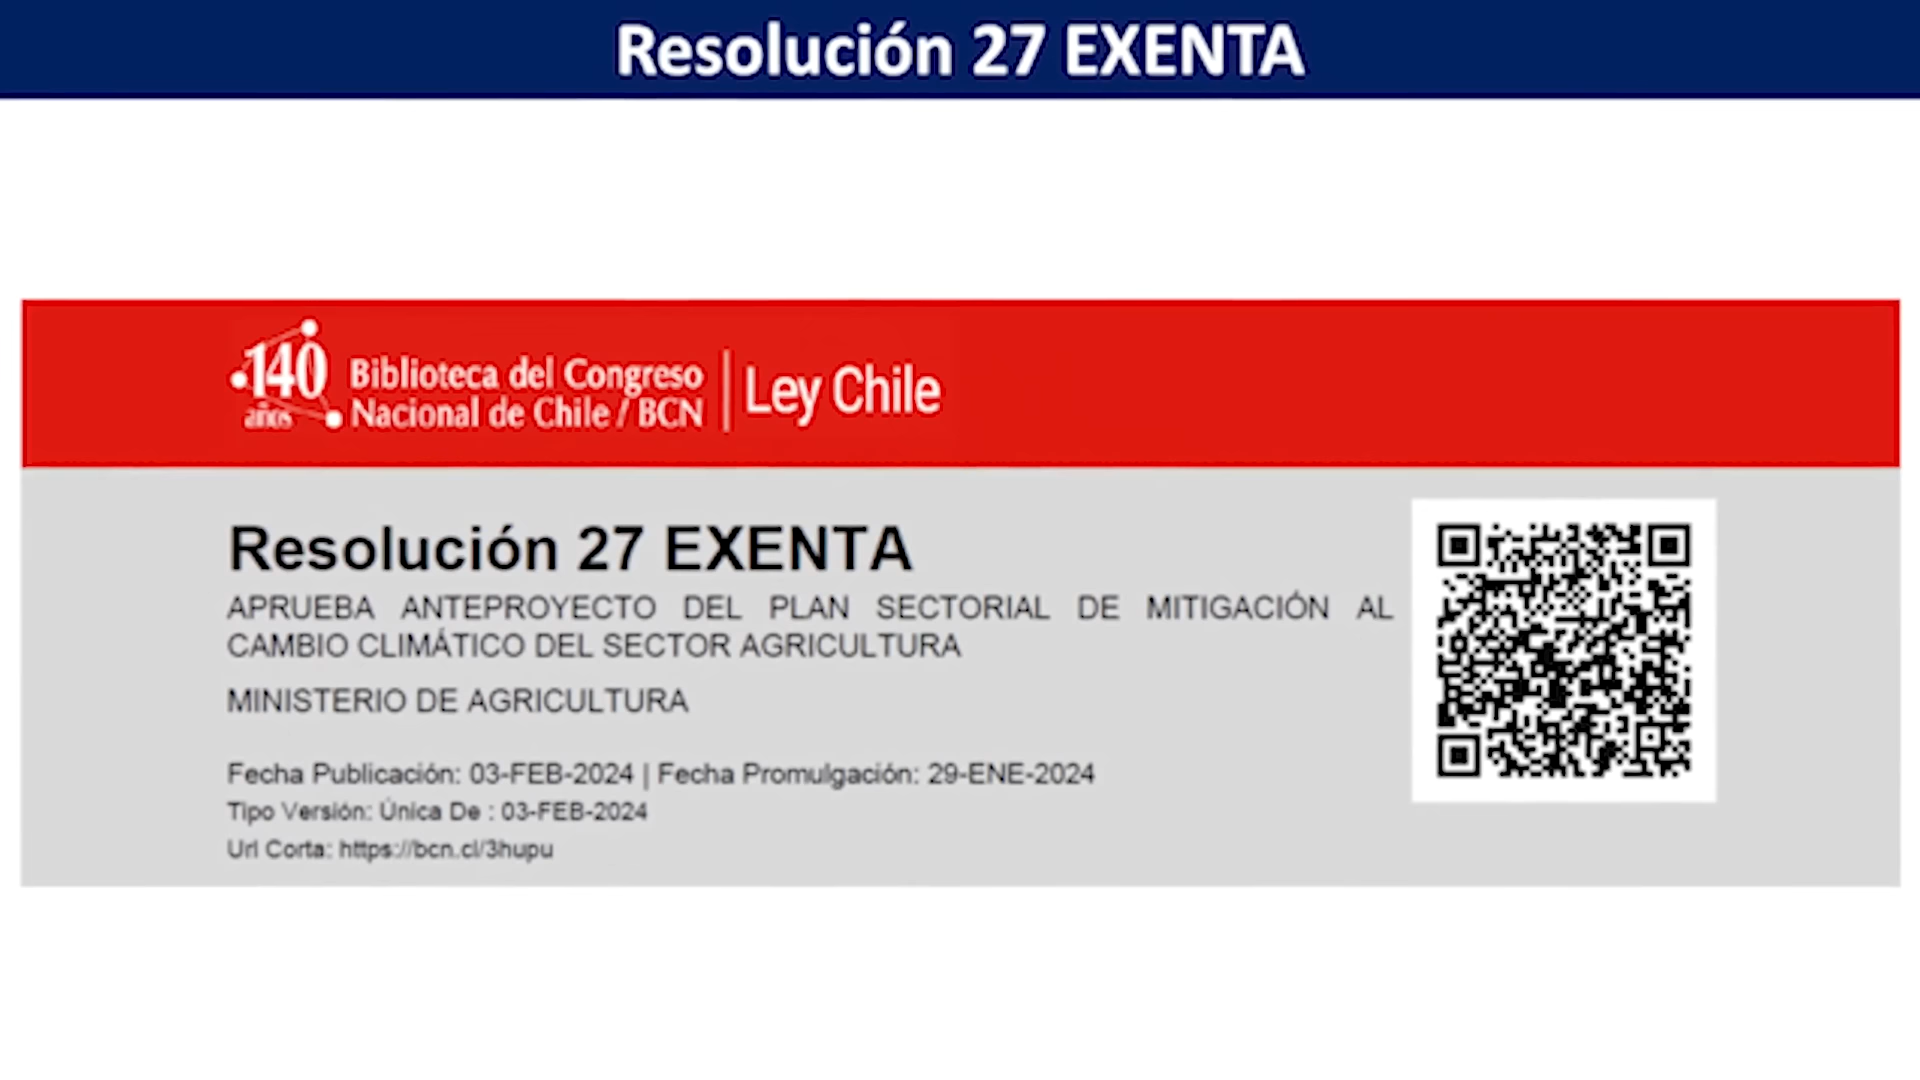 Resolución 27 EXENTA
140 años
Biblioteca del Congreso
Nacional de Chile / BCN
Ley Chile
Resolución 27 EXENTA
APRUEBA ANTEPROYECTO DEL PLAN SECTORIAL DE MITIGACIÓN AL
CAMBIO CLIMÁTICO DEL SECTOR AGRICULTURA
MINISTERIO DE AGRICULTURA
Fecha Publicación: 03-FEB-2024 | Fecha Promulgación: 29-ENE-2024
Tipo Versión: Única De : 03-FEB-2024
Url Corta: https://bcn.cl/3hupu